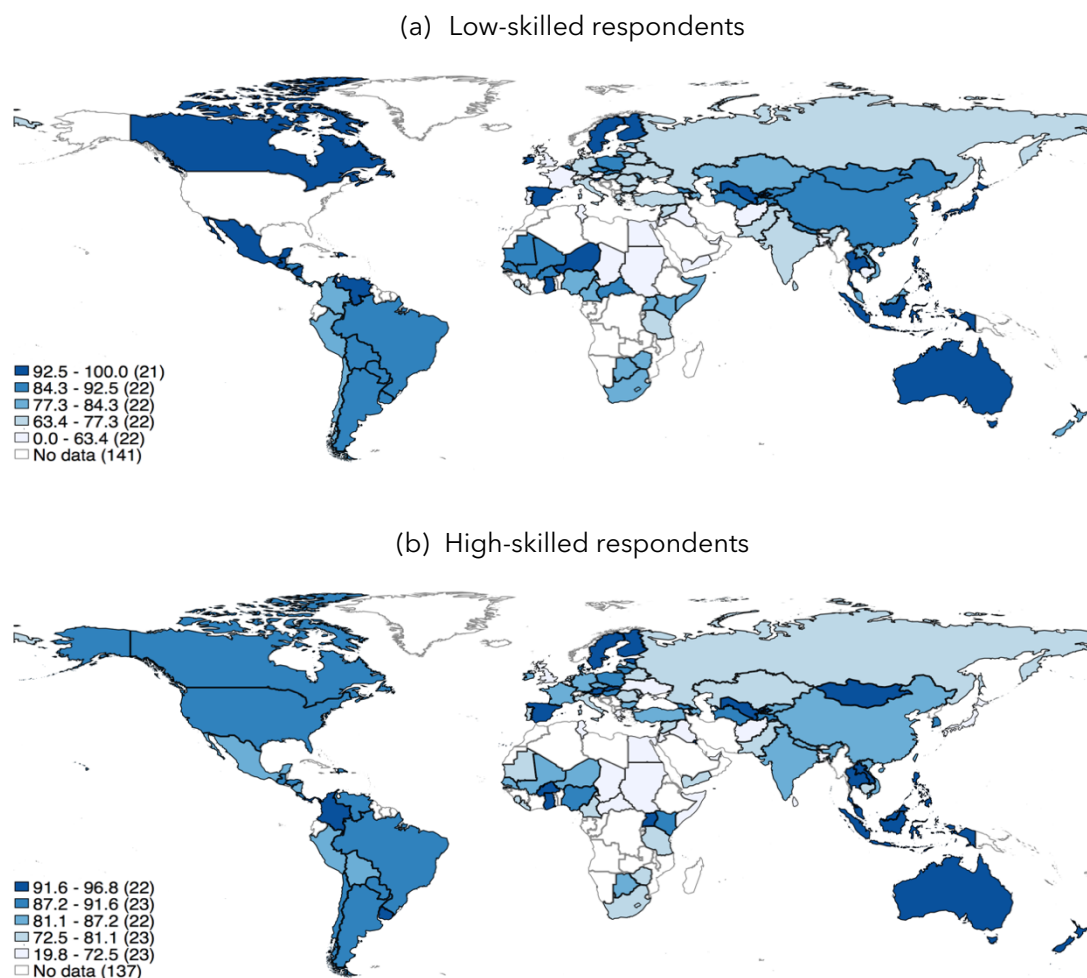 (a) Low-skilled respondents
92.5 - 100.0 (21)
84.3 - 92.5 (22)
77.3 - 84.3 (22)
63.4 - 77.3 (22)
0.0 - 63.4 (22)
No data (141)
(b) High-skilled respondents
91.6 - 96.8 (22)
87.2 - 91.6 (23)
81.1 - 87.2 (22)
72.5 - 81.1 (23)
19.8 - 72.5 (23)
No data (137)